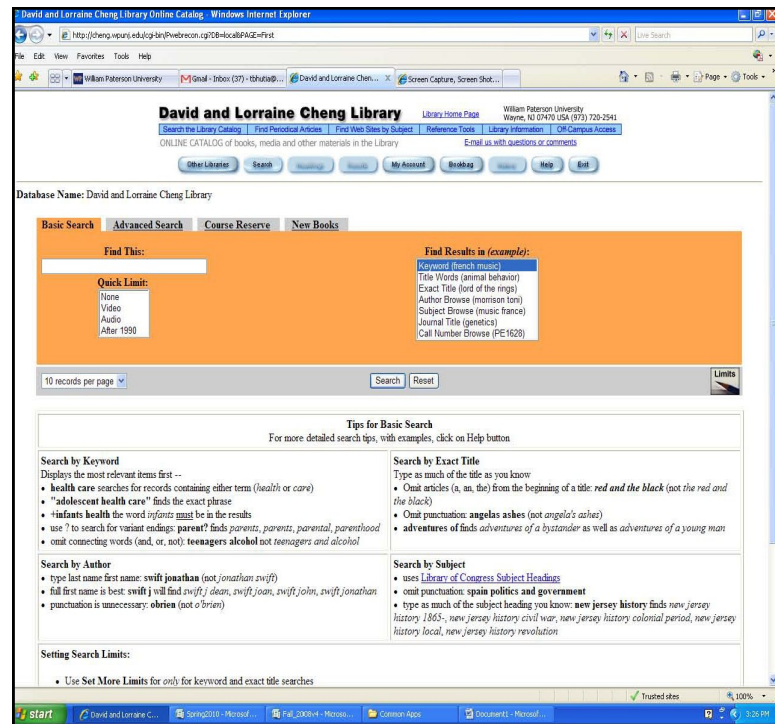 David and Lorraine Cheng Library Online Catalog - Windows Internet Explorer
http://cheng.wpunj.edu/cgi-bin/Pwebrecon.cgi?DB=local&PAGE=First
Live Search
File Edit View Favorites Tools Help
William Paterson University
Gmail - Inbox (37) - tbhutia@...
David and Lorraine Chen...
Screen Capture, Screen Shot...
Page
Tools
David and Lorraine Cheng Library
Library Home Page
William Paterson University
Wayne, NJ 07470 USA (973) 720-2541
Search the Library Catalog
Find Periodical Articles
Find Web Sites by Subject
Reference Tools
Library Information
Off-Campus Access
ONLINE CATALOG of books, media and other materials in the Library
E-mail us with questions or comments
Other Libraries
Search
My Account
Bookbag
Help
Exit
Database Name: David and Lorraine Cheng Library
Basic Search
Advanced Search
Course Reserve
New Books
Find This:
Quick Limit:
None
Video
Audio
After 1990
Find Results in (example):
Keyword (french music)
Title Words (animal behavior)
Exact Title (lord of the rings)
Author Browse (morrison toni)
Subject Browse (music france)
Journal Title (genetics)
Call Number Browse (PE1628)
10 records per page
Search
Reset
Limits
Tips for Basic Search
For more detailed search tips, with examples, click on Help button
Search by Keyword
Displays the most relevant items first --
• health care searches for records containing either term (health or care)
• "adolescent health care" finds the exact phrase
• +infants health the word infants must be in the results
• use ? to search for variant endings: parent? finds parents, parents, parental, parenthood
• omit connecting words (and, or, not): teenagers alcohol not teenagers and alcohol
Search by Exact Title
Type as much of the title as you know
• Omit articles (a, an, the) from the beginning of a title: red and the black (not the red and
the black)
• Omit punctuation: angelas ashes (not angela's ashes)
• adventures of finds adventures of a bystander as well as adventures of a young man
Search by Author
• type last name first name: swift jonathan (not jonathan swift)
• full first name is best: swift j will find swift j dean, swift joan, swift john, swift jonathan
• punctuation is unnecessary: obrien (not o'brien)
Search by Subject
• uses Library of Congress Subject Headings
• omit punctuation: spain politics and government
• type as much of the subject heading you know: new jersey history finds new jersey
history 1865-, new jersey history civil war, new jersey history colonial period, new jersey
history local, new jersey history revolution
Setting Search Limits:
• Use Set More Limits for only for keyword and exact title searches
Trusted sites
100%
start
David and Lorraine C...
Spring2010 - Microsof...
Fall_2008v4 - Microso...
Common Apps
Document1 - Microsof...
3:26 PM